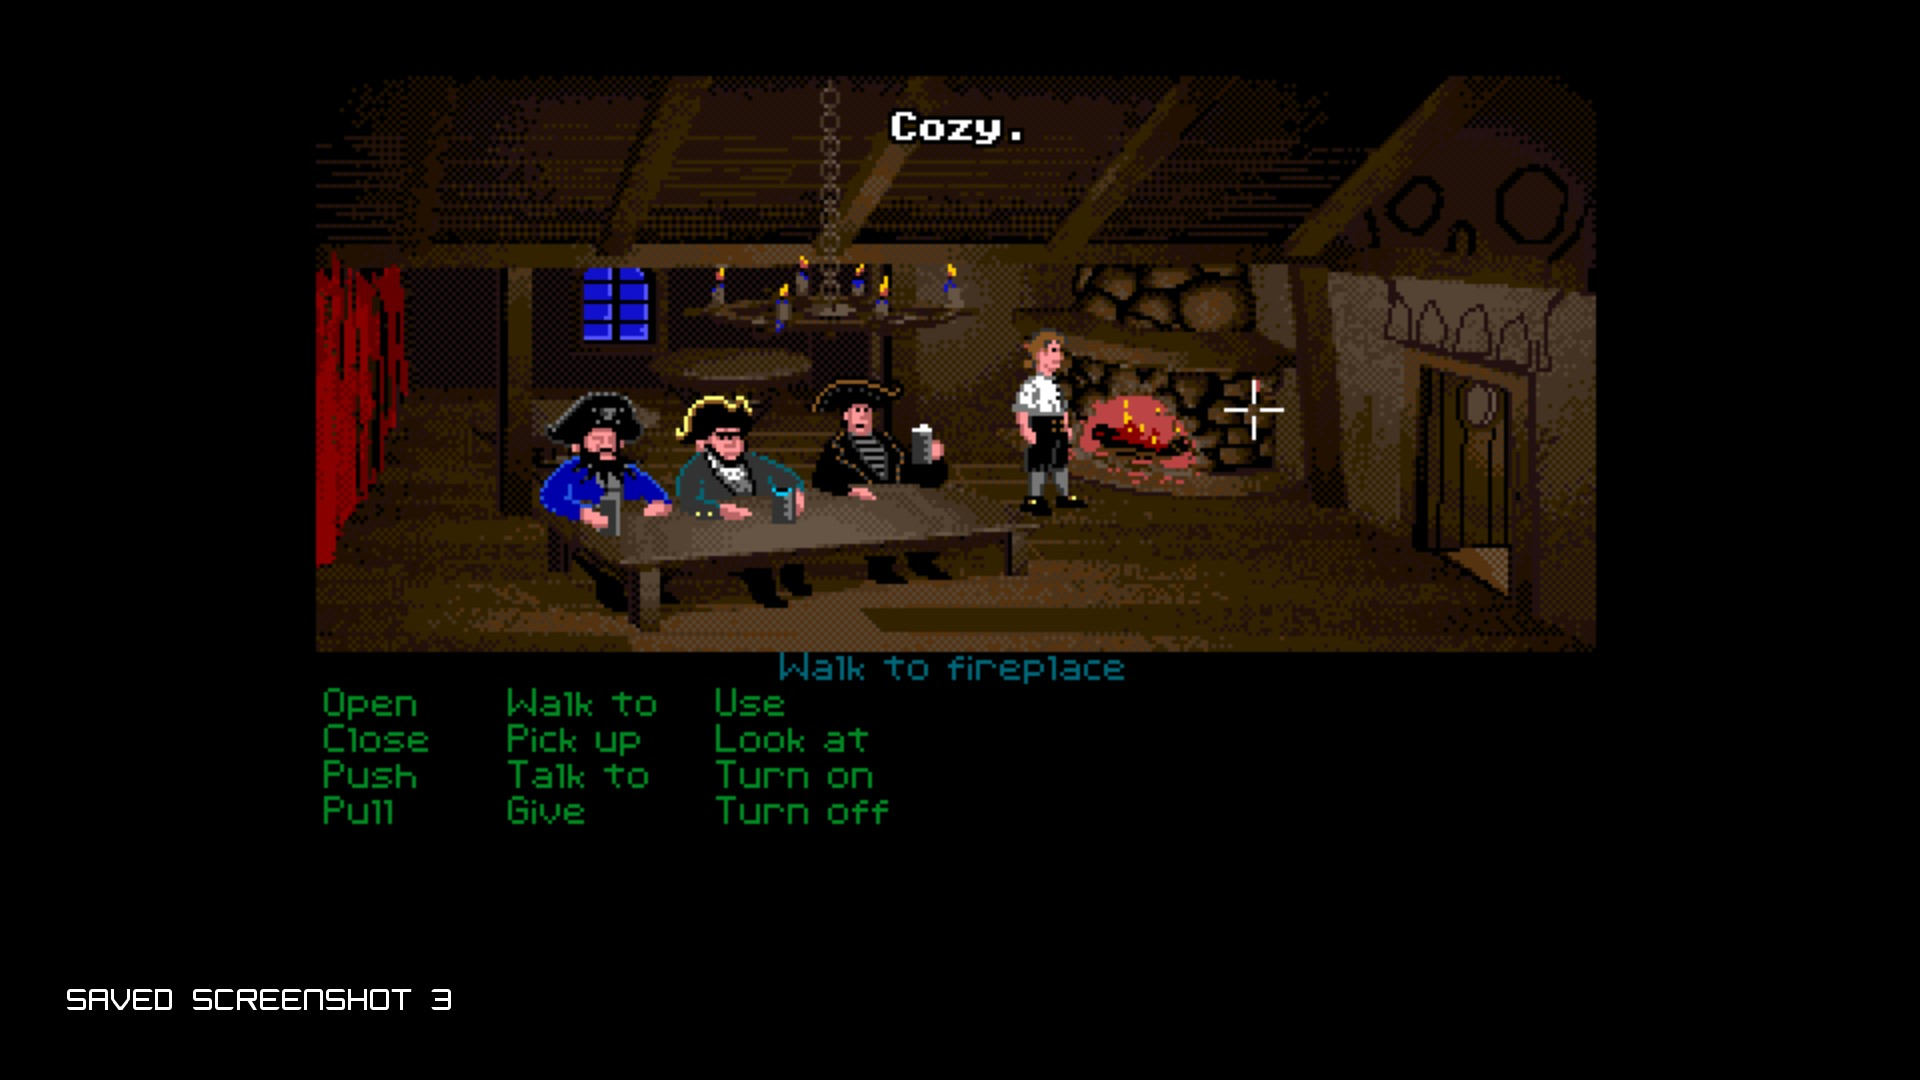 Cozy.
Walk to fireplace
Open Walk to Use
Close Pick up Look at
Push Talk to Turn on
Pull Give Turn off
SAVED SCREENSHOT 3